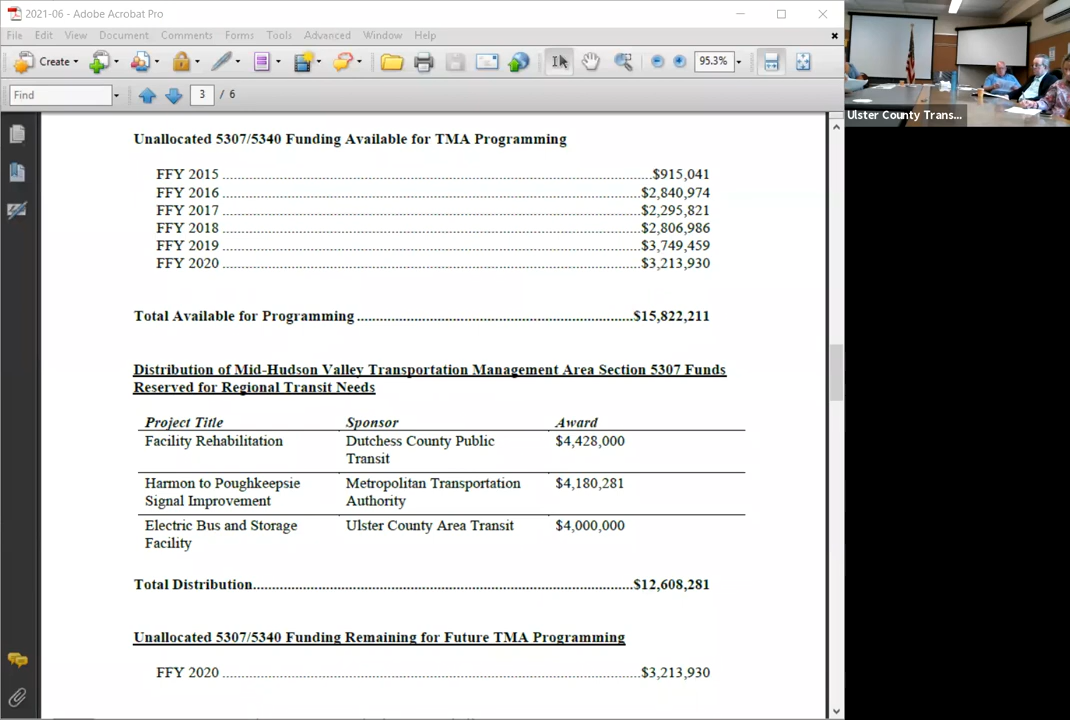 2021-06 - Adobe Acrobat Pro
File Edit View Document Comments Forms Tools Advanced Window Help
Create 95.3%
Find 3 / 6
Unallocated 5307/5340 Funding Available for TMA Programming
FFY 2015 ........ $915,041
FFY 2016 ........ $2,840,974
FFY 2017 ........ $2,295,821
FFY 2018 ........ $2,806,986
FFY 2019 ........ $3,749,459
FFY 2020 ........ $3,213,930
Total Available for Programming ........ $15,822,211
Distribution of Mid-Hudson Valley Transportation Management Area Section 5307 Funds
Reserved for Regional Transit Needs
Project Title Sponsor Award
Facility Rehabilitation Dutchess County Public $4,428,000
Transit
Harmon to Poughkeepsie Metropolitan Transportation $4,180,281
Signal Improvement Authority
Electric Bus and Storage Ulster County Area Transit $4,000,000
Facility
Total Distribution........ $12,608,281
Unallocated 5307/5340 Funding Remaining for Future TMA Programming
FFY 2020 ........ $3,213,930
Ulster County Trans...